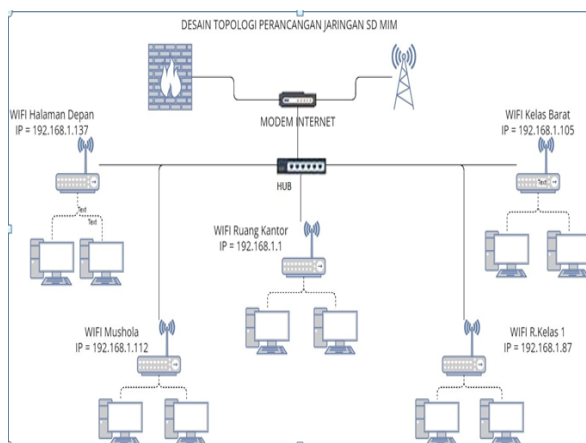 DESAIN TOPOLOGI PERANCANGAN JARINGAN SD MIM
MODEM INTERNET
WIFI Halaman Depan
IP = 192.168.1.137
WIFI Kelas Barat
IP = 192.168.1.105
HUB
Text
Text
Text
WIFI Ruang Kantor
IP = 192.168.1.1
WIFI Mushola
IP = 192.168.1.112
WIFI R.Kelas 1
IP = 192.168.1.87